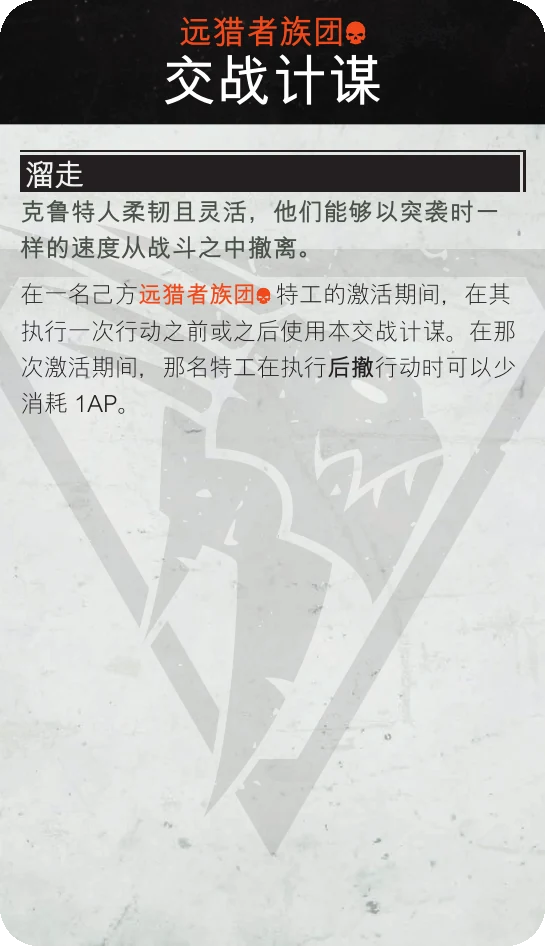 远猎者族团
交战计谋
溜走
克鲁特人柔韧且灵活，他们能够以突袭时一
样的速度从战斗之中撤离。
在一名己方远猎者族团特工的激活期间，在其
执行一次行动之前或之后使用本交战计谋。在那
次激活期间，那名特工在执行后撤行动时可以少
消耗 1AP。